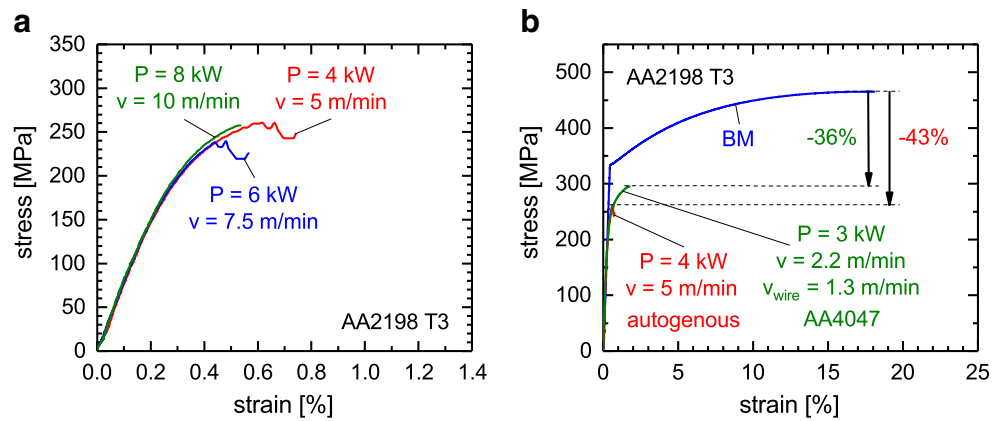 a
350
300
250
200
150
100
50
0
stress [MPa]
P = 8 kW
v = 10 m/min
P = 4 kW
v = 5 m/min
P = 6 kW
v = 7.5 m/min
AA2198 T3
0.0 0.2 0.4 0.6 0.8 1.0 1.2 1.4
strain [%]
b
500
400
300
200
100
0
stress [MPa]
AA2198 T3
BM
-36%
-43%
P = 4 kW
v = 5 m/min
autogenous
P = 3 kW
v = 2.2 m/min
v_wire = 1.3 m/min
AA4047
0 5 10 15 20 25
strain [%]